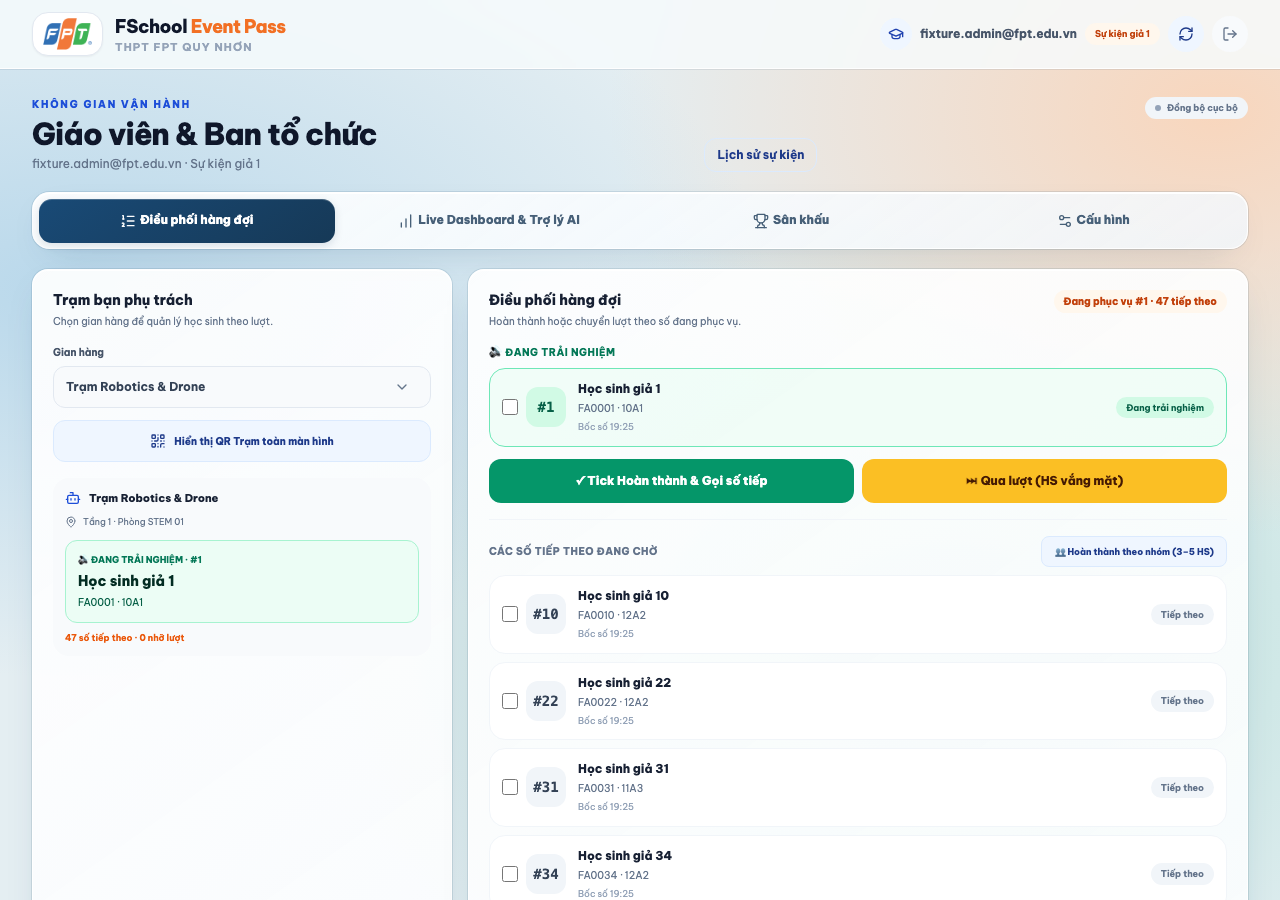 FPT
FSchool Event Pass
THPT FPT QUY NHƠN
fixture.admin@fpt.edu.vn
Sự kiện giả 1
KHÔNG GIAN VẬN HÀNH
Giáo viên & Ban tổ chức
fixture.admin@fpt.edu.vn · Sự kiện giả 1
Đồng bộ cục bộ
Lịch sử sự kiện
Điều phối hàng đợi
Live Dashboard & Trợ lý AI
Sân khấu
Cấu hình
Trạm bạn phụ trách
Chọn gian hàng để quản lý học sinh theo lượt.
Gian hàng
Trạm Robotics & Drone
Hiển thị QR Trạm toàn màn hình
Trạm Robotics & Drone
Tầng 1 · Phòng STEM 01
ĐANG TRẢI NGHIỆM · #1
Học sinh giả 1
FA0001 · 10A1
47 số tiếp theo · 0 nhỡ lượt
Điều phối hàng đợi
Hoàn thành hoặc chuyển lượt theo số đang phục vụ.
Đang phục vụ #1 · 47 tiếp theo
ĐANG TRẢI NGHIỆM
#1
Học sinh giả 1
FA0001 · 10A1
Bốc số 19:25
Đang trải nghiệm
✓ Tick Hoàn thành & Gọi số tiếp
⏭ Qua lượt (HS vắng mặt)
CÁC SỐ TIẾP THEO ĐANG CHỜ
👥 Hoàn thành theo nhóm (3–5 HS)
#10
Học sinh giả 10
FA0010 · 12A2
Bốc số 19:25
Tiếp theo
#22
Học sinh giả 22
FA0022 · 12A2
Bốc số 19:25
Tiếp theo
#31
Học sinh giả 31
FA0031 · 11A3
Bốc số 19:25
Tiếp theo
#34
Học sinh giả 34
FA0034 · 12A2
Bốc số 19:25
Tiếp theo